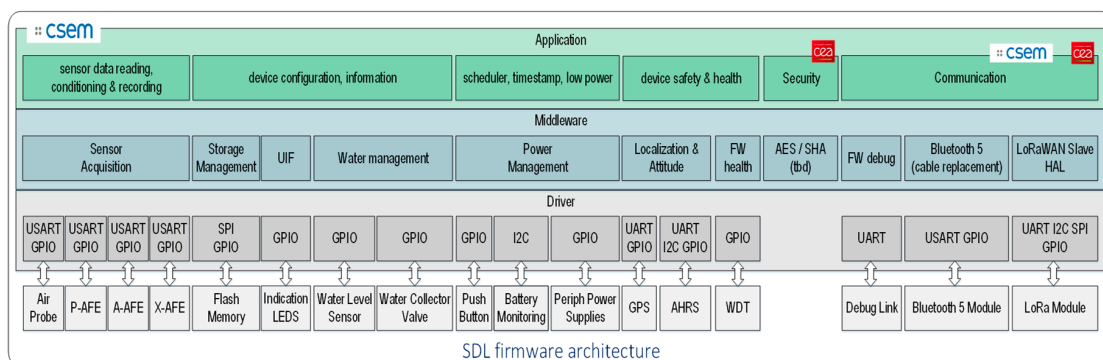 :: csem
Application
cea
:: csem
cea
sensor data reading,
conditioning & recording
device configuration, information
scheduler, timestamp, low power
device safety & health
Security
Communication
Middleware
Sensor
Acquisition
Storage
Management
UIF
Water management
Power
Management
Localization &
Attitude
FW
health
AES / SHA
(tbd)
FW debug
Bluetooth 5
(cable replacement)
LoRaWAN Slave
HAL
Driver
USART
GPIO
USART
GPIO
USART
GPIO
USART
GPIO
SPI
GPIO
GPIO
GPIO
GPIO
GPIO
I2C
GPIO
UART
GPIO
UART
I2C GPIO
GPIO
UART
USART GPIO
UART I2C SPI
GPIO
Air
Probe
P-AFE
A-AFE
X-AFE
Flash
Memory
Indication
LEDS
Water Level
Sensor
Water Collector
Valve
Push
Button
Battery
Monitoring
Periph Power
Supplies
GPS
AHRS
WDT
Debug Link
Bluetooth 5 Module
LoRa Module
SDL firmware architecture